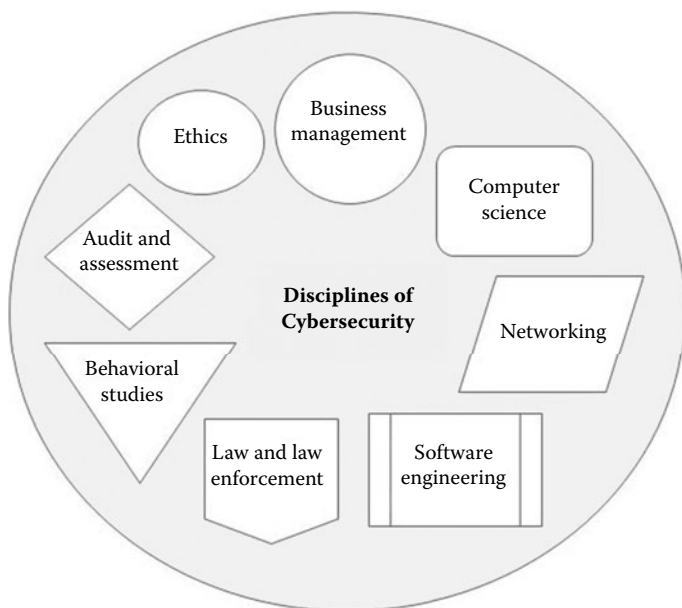 Business
management
Ethics
Computer
science
Audit and
assessment
Disciplines of
Cybersecurity
Networking
Behavioral
studies
Law and law
enforcement
Software
engineering